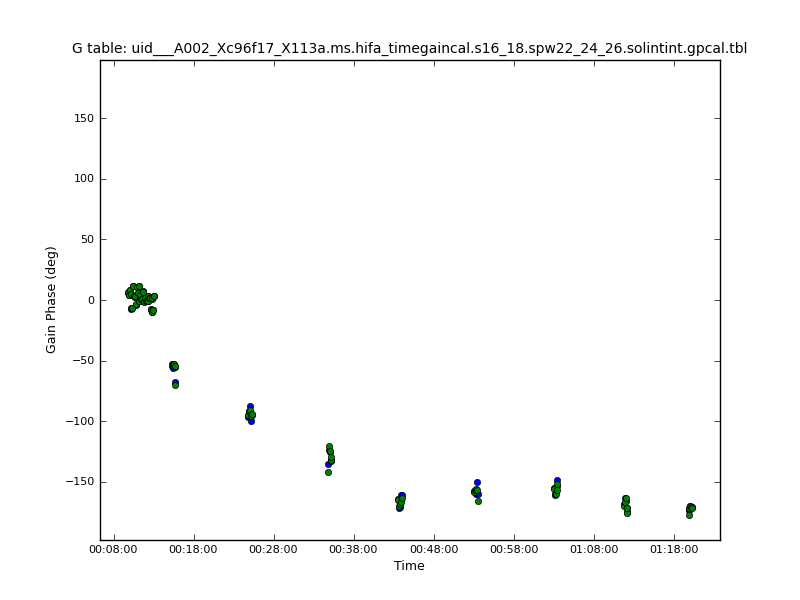 G table: uid___A002_Xc96f17_X113a.ms.hifa_timegaincal.s16_18.spw22_24_26.solintint.gpcal.tbl
150
100
50
0
−50
−100
−150
Gain Phase (deg)
00:08:00 00:18:00 00:28:00 00:38:00 00:48:00 00:58:00 01:08:00 01:18:00
Time